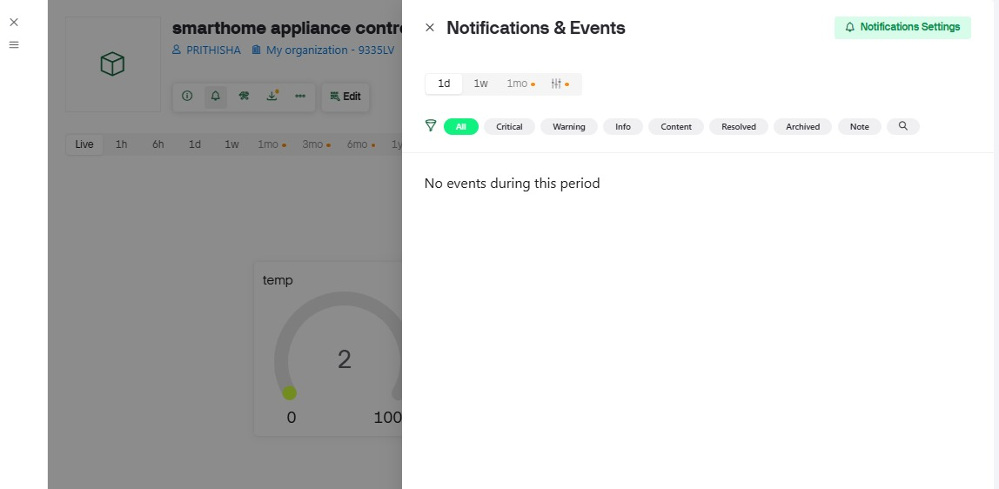 smarthome appliance contr
PRITHISHA My organization - 9335LV
Edit
Live 1h 6h 1d 1w 1mo 3mo 6mo 1y
temp
2
0 100
Notifications & Events
Notifications Settings
1d 1w 1mo
All Critical Warning Info Content Resolved Archived Note
No events during this period